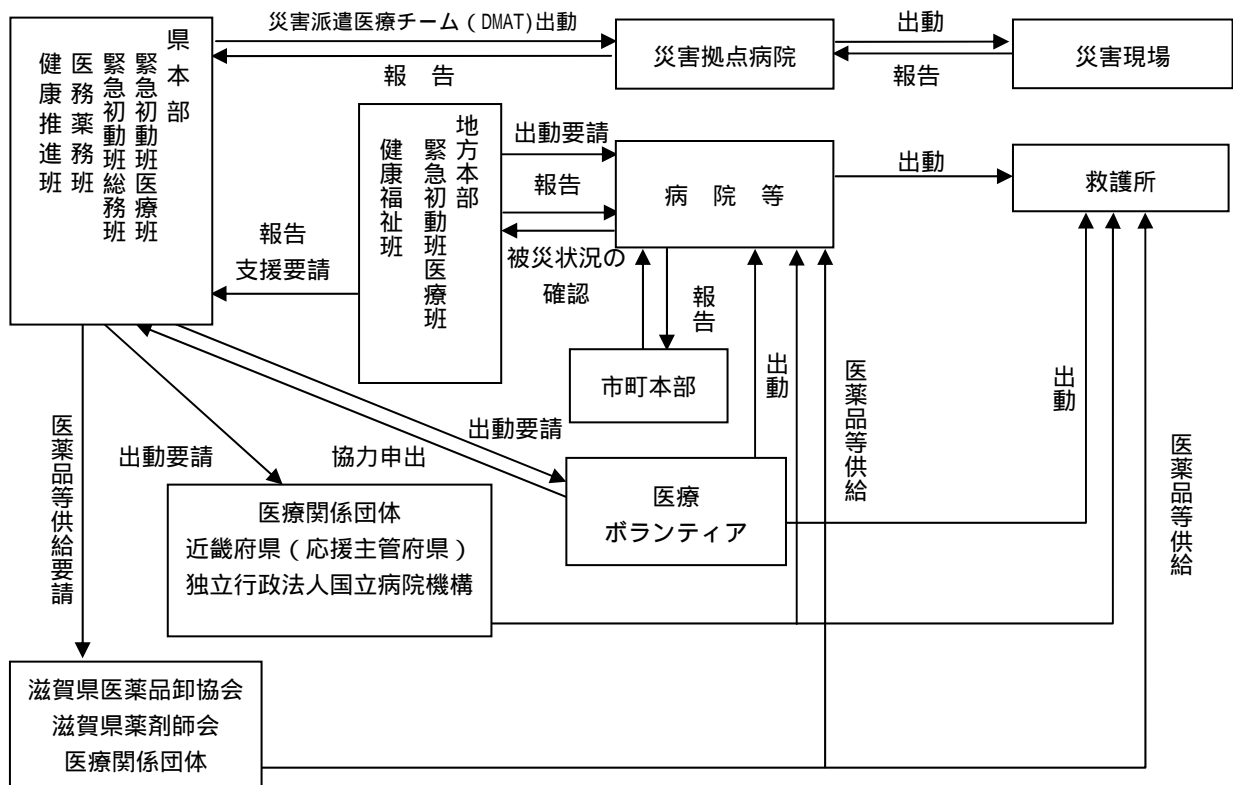 県本部
緊急初動班医療班
緊急初動班総務班
医務薬務班
健康推進班
災害派遣医療チーム（DMAT)出動
報　告
災害拠点病院
出動
報告
災害現場
地方本部
緊急初動班医療班
健康福祉班
出動要請
報告
被災状況の
確認
病　院　等
出動
救護所
報告
支援要請
報告
市町本部
出動
医薬品等供給
出動
医薬品等供給
医薬品等供給要請
出動要請
協力申出
出動要請
医療
ボランティア
医療関係団体
近畿府県（応援主管府県）
独立行政法人国立病院機構
滋賀県医薬品卸協会
滋賀県薬剤師会
医療関係団体